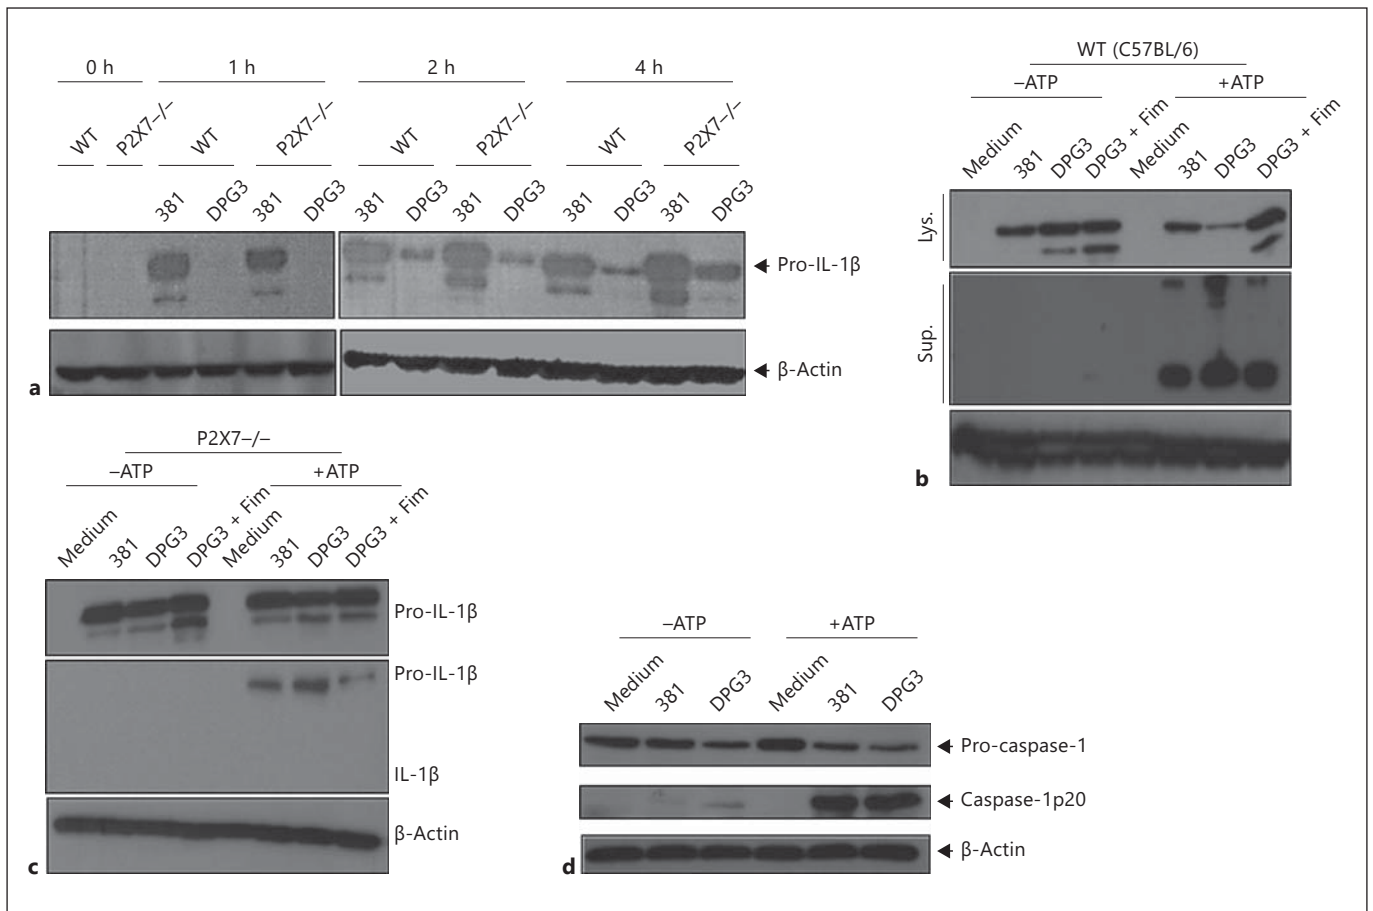 0 h 1 h 2 h 4 h
WT P2X7–/– WT P2X7–/– WT P2X7–/– WT P2X7–/–
381 DPG3 381 DPG3 381 DPG3 381 DPG3 381 DPG3 381 DPG3
Pro-IL-1β
β-Actin
a
WT (C57BL/6)
–ATP +ATP
Medium 381 DPG3 DPG3 + Fim Medium 381 DPG3 DPG3 + Fim
Lys.
Sup.
b
P2X7–/–
–ATP +ATP
Medium 381 DPG3 DPG3 + Fim Medium 381 DPG3 DPG3 + Fim
Pro-IL-1β
Pro-IL-1β
IL-1β
β-Actin
c
–ATP +ATP
Medium 381 DPG3 Medium 381 DPG3
Pro-caspase-1
Caspase-1p20
β-Actin
d